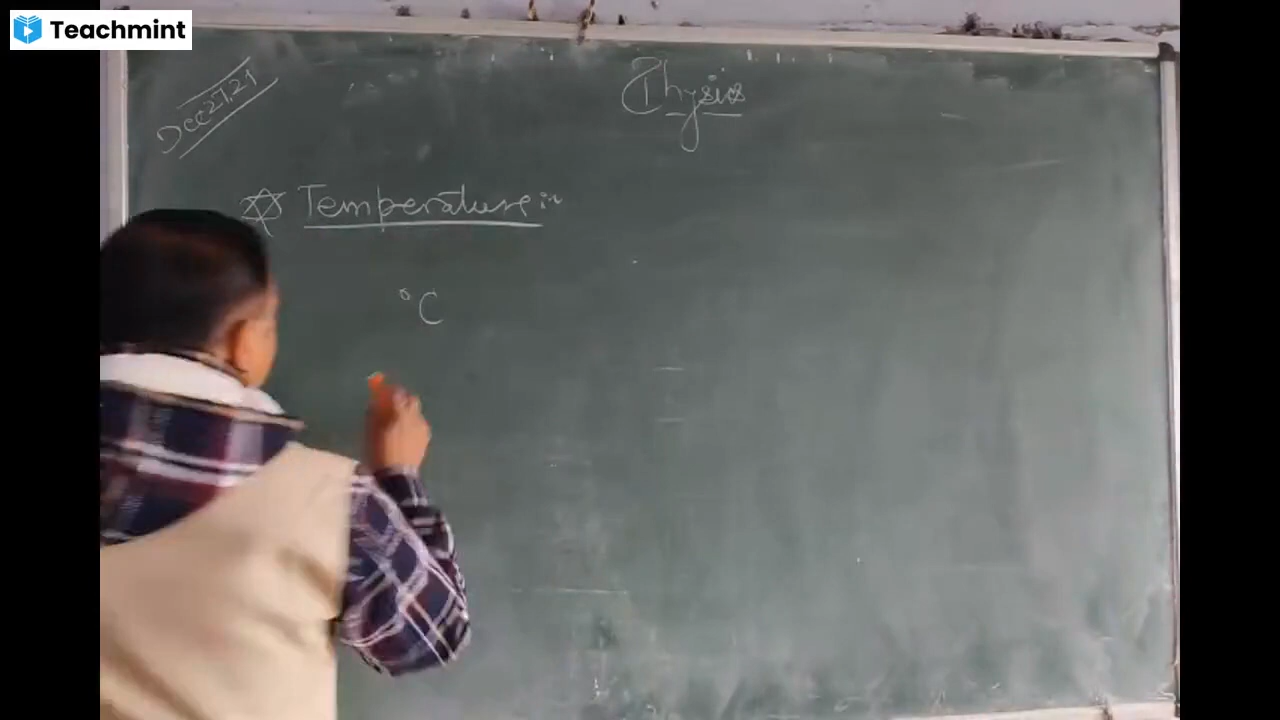 Teachmint
Dec 27, 21
Physics
Temperature :-
°C